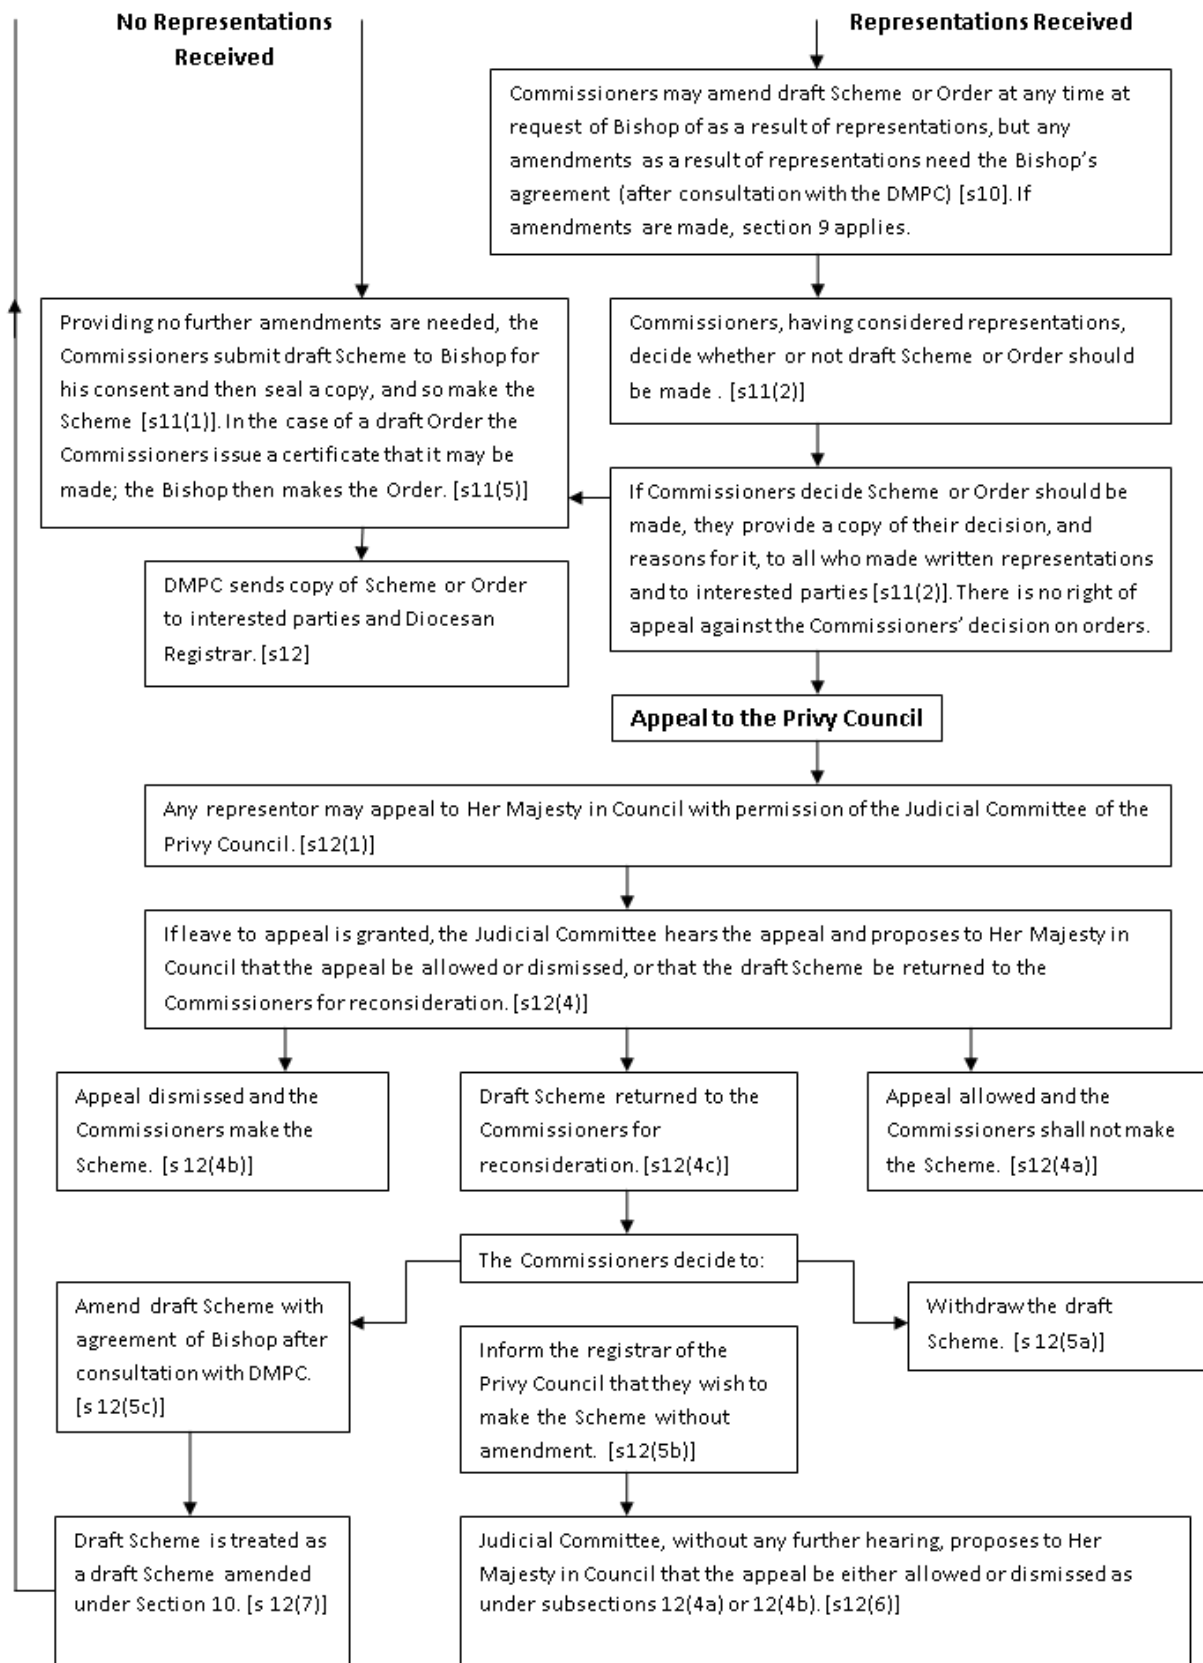 No Representations
Received
Representations Received
Commissioners may amend draft Scheme or Order at any time at
request of Bishop of as a result of representations, but any
amendments as a result of representations need the Bishop's
agreement (after consultation with the DMPC) [s10]. If
amendments are made, section 9 applies.
Providing no further amendments are needed, the
Commissioners submit draft Scheme to Bishop for
his consent and then seal a copy, and so make the
Scheme [s11(1)]. In the case of a draft Order the
Commissioners issue a certificate that it may be
made; the Bishop then makes the Order. [s11(5)]
Commissioners, having considered representations,
decide whether or not draft Scheme or Order should
be made . [s11(2)]
If Commissioners decide Scheme or Order should be
made, they provide a copy of their decision, and
reasons for it, to all who made written representations
and to interested parties [s11(2)]. There is no right of
appeal against the Commissioners' decision on orders.
DMPC sends copy of Scheme or Order
to interested parties and Diocesan
Registrar. [s12]
Appeal to the Privy Council
Any representor may appeal to Her Majesty in Council with permission of the Judicial Committee of the
Privy Council. [s12(1)]
If leave to appeal is granted, the Judicial Committee hears the appeal and proposes to Her Majesty in
Council that the appeal be allowed or dismissed, or that the draft Scheme be returned to the
Commissioners for reconsideration. [s12(4)]
Appeal dismissed and the
Commissioners make the
Scheme. [s 12(4b)]
Draft Scheme returned to the
Commissioners for
reconsideration. [s12(4c)]
Appeal allowed and the
Commissioners shall not make
the Scheme. [s12(4a)]
The Commissioners decide to:
Amend draft Scheme with
agreement of Bishop after
consultation with DMPC.
[s 12(5c)]
Inform the registrar of the
Privy Council that they wish to
make the Scheme without
amendment. [s12(5b)]
Withdraw the draft
Scheme. [s 12(5a)]
Draft Scheme is treated as
a draft Scheme amended
under Section 10. [s 12(7)]
Judicial Committee, without any further hearing, proposes to Her
Majesty in Council that the appeal be either allowed or dismissed as
under subsections 12(4a) or 12(4b). [s12(6)]